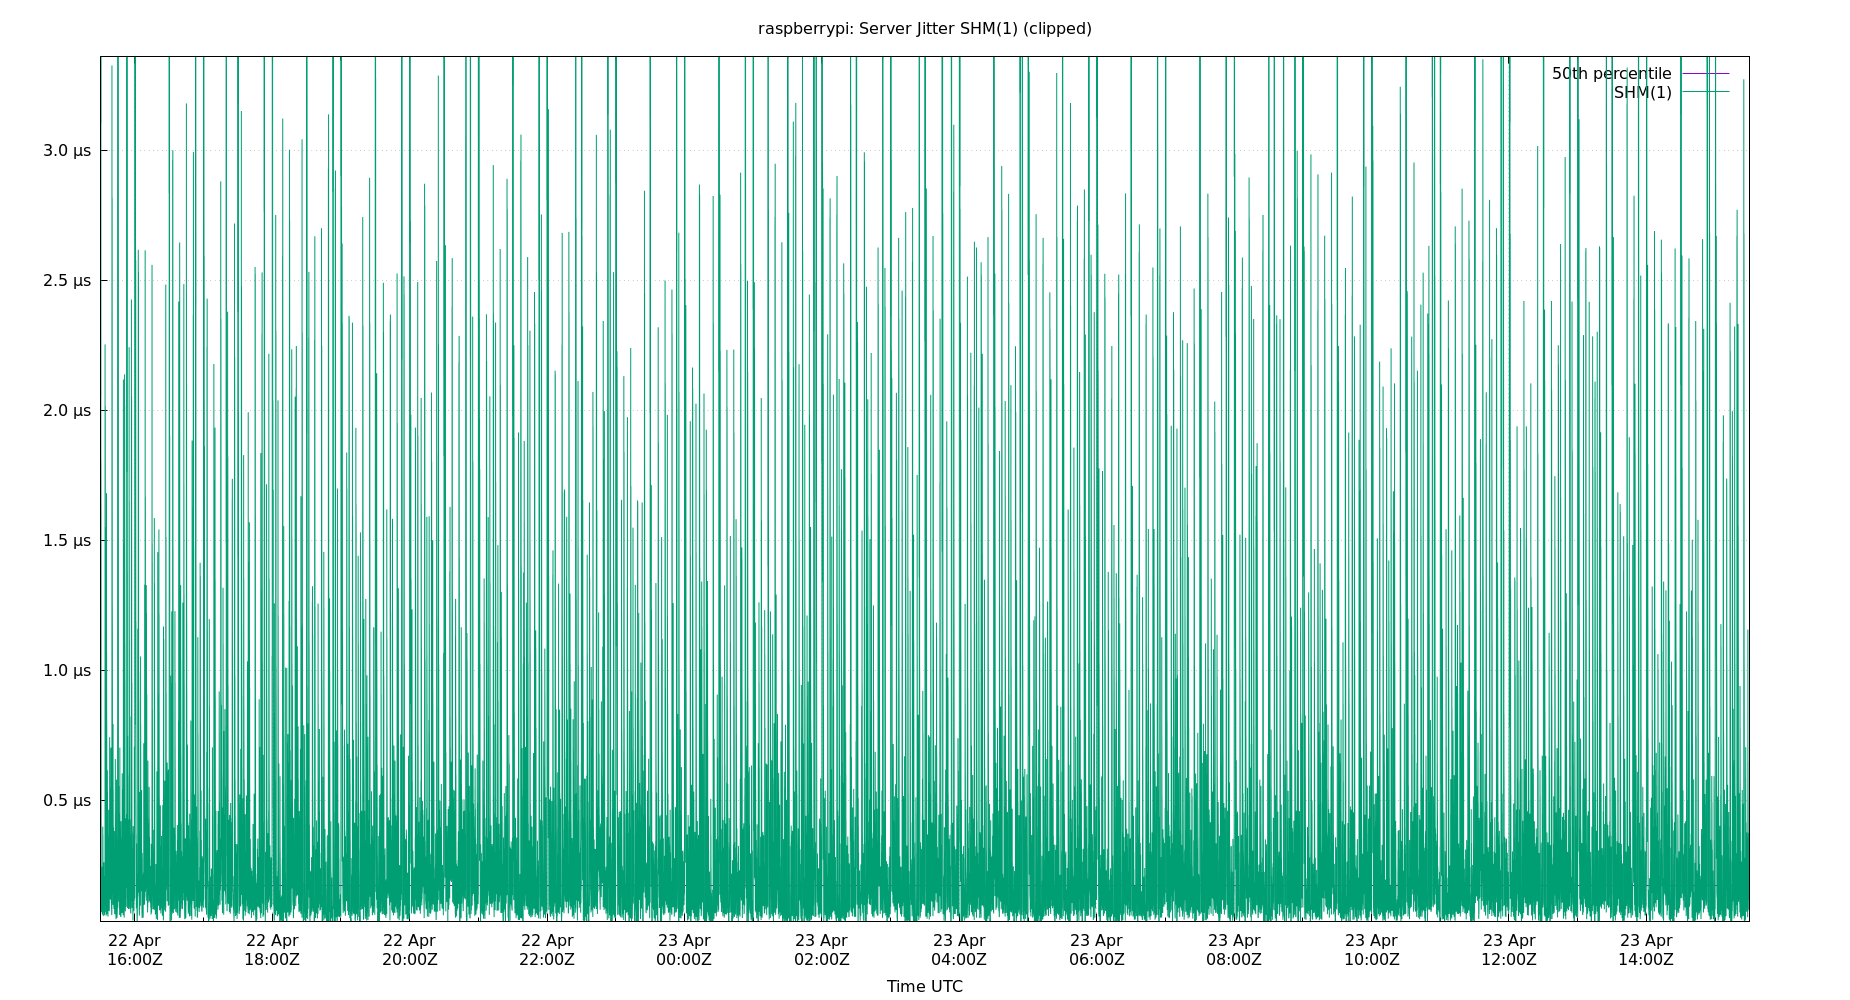 raspberrypi: Server Jitter SHM(1) (clipped)
50th percentile
SHM(1)
3.0 µs
2.5 µs
2.0 µs
1.5 µs
1.0 µs
0.5 µs
22 Apr 22 Apr 22 Apr 22 Apr 23 Apr 23 Apr 23 Apr 23 Apr 23 Apr 23 Apr 23 Apr 23 Apr
16:00Z 18:00Z 20:00Z 22:00Z 00:00Z 02:00Z 04:00Z 06:00Z 08:00Z 10:00Z 12:00Z 14:00Z
Time UTC